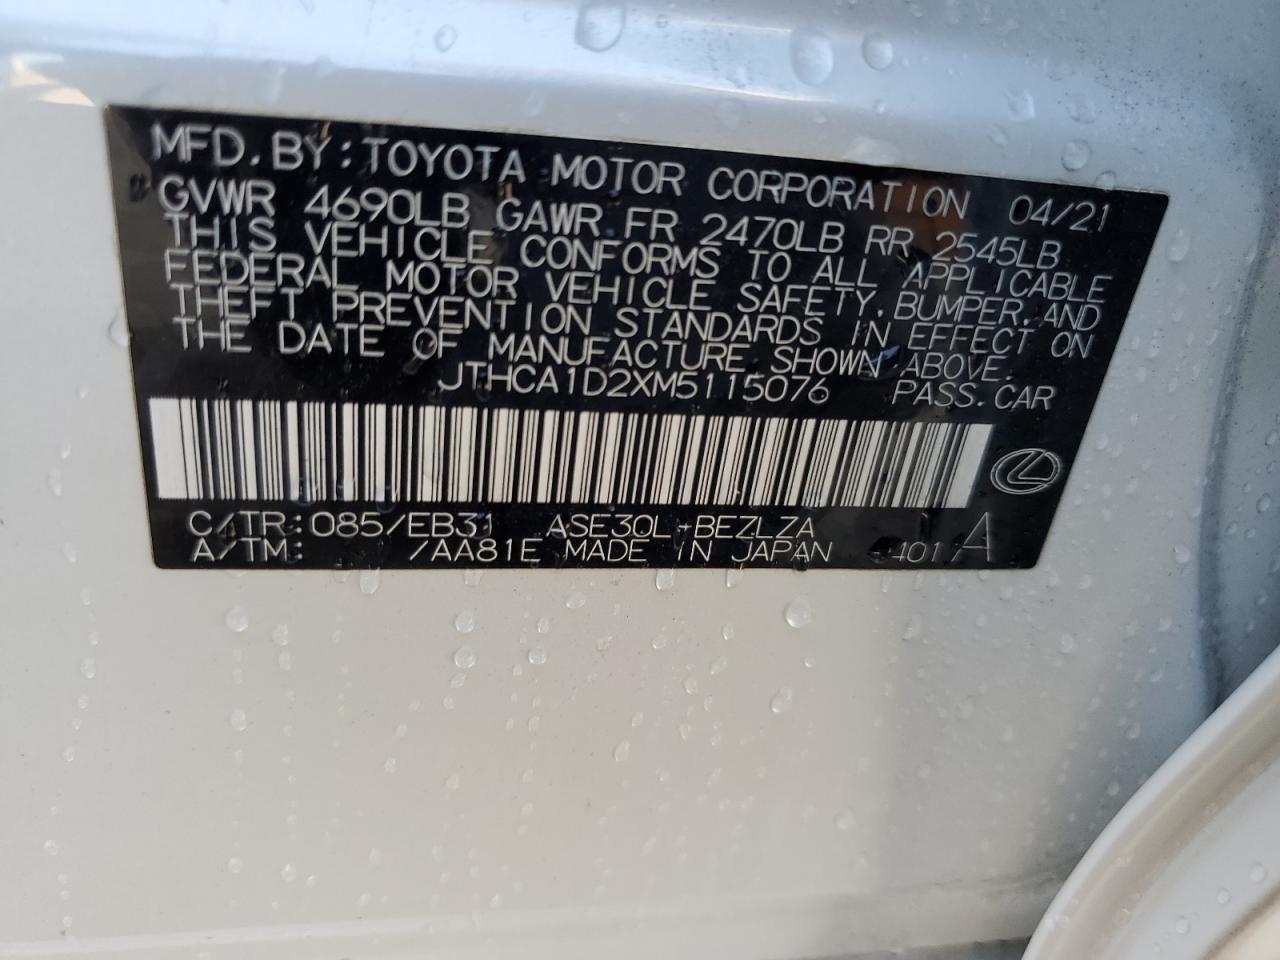 MFD. BY: TOYOTA MOTOR CORPORATION 04/21
GVWR 4690LB GAWR FR 2470LB RR 2545LB
THIS VEHICLE CONFORMS TO ALL APPLICABLE
FEDERAL MOTOR VEHICLE SAFETY, BUMPER, AND
THEFT PREVENTION STANDARDS IN EFFECT ON
THE DATE OF MANUFACTURE SHOWN ABOVE.
JTHCA1D2XM5115076 PASS. CAR
C/TR: 085/EB31 ASE30L-BEZLZA
A/TM: /AA81E MADE IN JAPAN 401 A